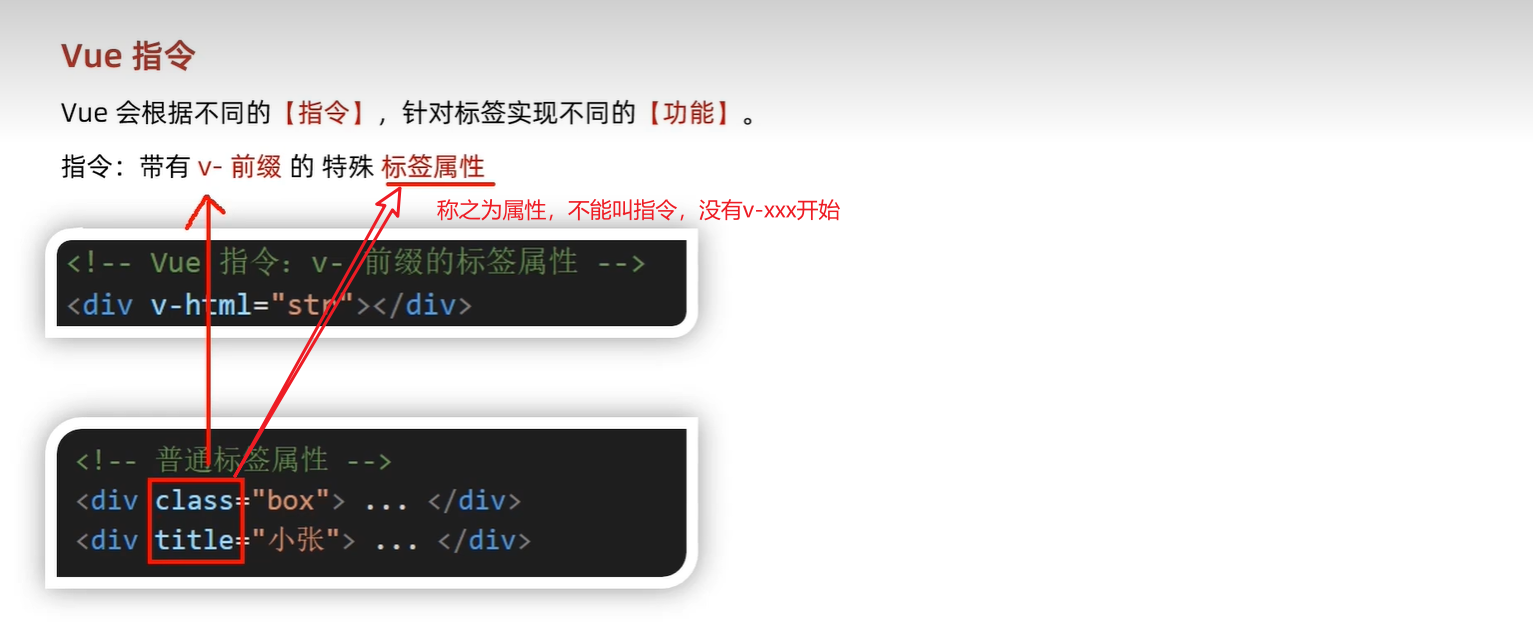 Vue 指令
Vue 会根据不同的【指令】，针对标签实现不同的【功能】。
指令：带有 v- 前缀 的 特殊 标签属性
称之为属性，不能叫指令，没有v-xxx开始
<!-- Vue 指令：v- 前缀的标签属性 -->
<div v-html="str"></div>
<!-- 普通标签属性 -->
<div class="box"> ... </div>
<div title="小张"> ... </div>